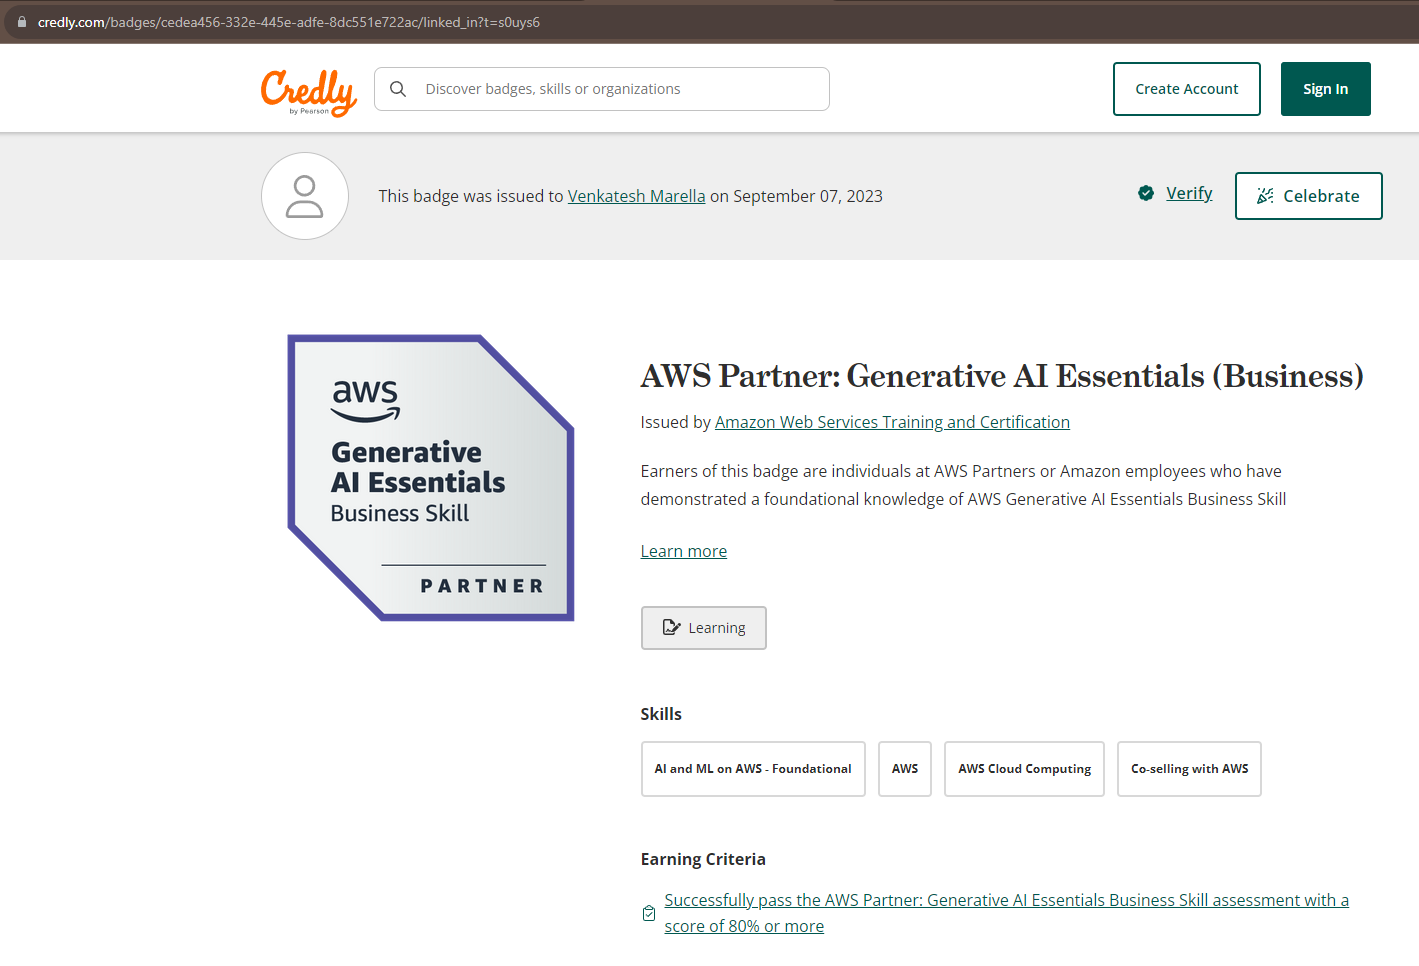 credly.com/badges/cedea456-332e-445e-adfe-8dc551e722ac/linked_in?t=s0uys6
Credly
by Pearson
Discover badges, skills or organizations
Create Account
Sign In
This badge was issued to Venkatesh Marella on September 07, 2023
Verify
Celebrate
aws
Generative
AI Essentials
Business Skill
PARTNER
AWS Partner: Generative AI Essentials (Business)
Issued by Amazon Web Services Training and Certification
Earners of this badge are individuals at AWS Partners or Amazon employees who have
demonstrated a foundational knowledge of AWS Generative AI Essentials Business Skill
Learn more
Learning
Skills
AI and ML on AWS - Foundational
AWS
AWS Cloud Computing
Co-selling with AWS
Earning Criteria
Successfully pass the AWS Partner: Generative AI Essentials Business Skill assessment with a
score of 80% or more